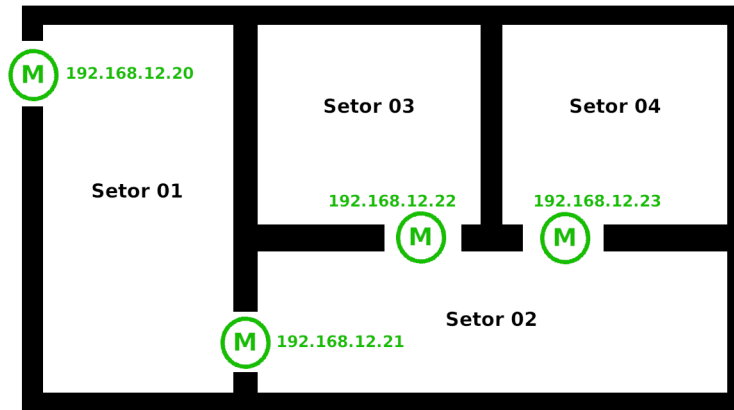 M 192.168.12.20
Setor 03
Setor 04
Setor 01
192.168.12.22
192.168.12.23
M
M
Setor 02
M 192.168.12.21